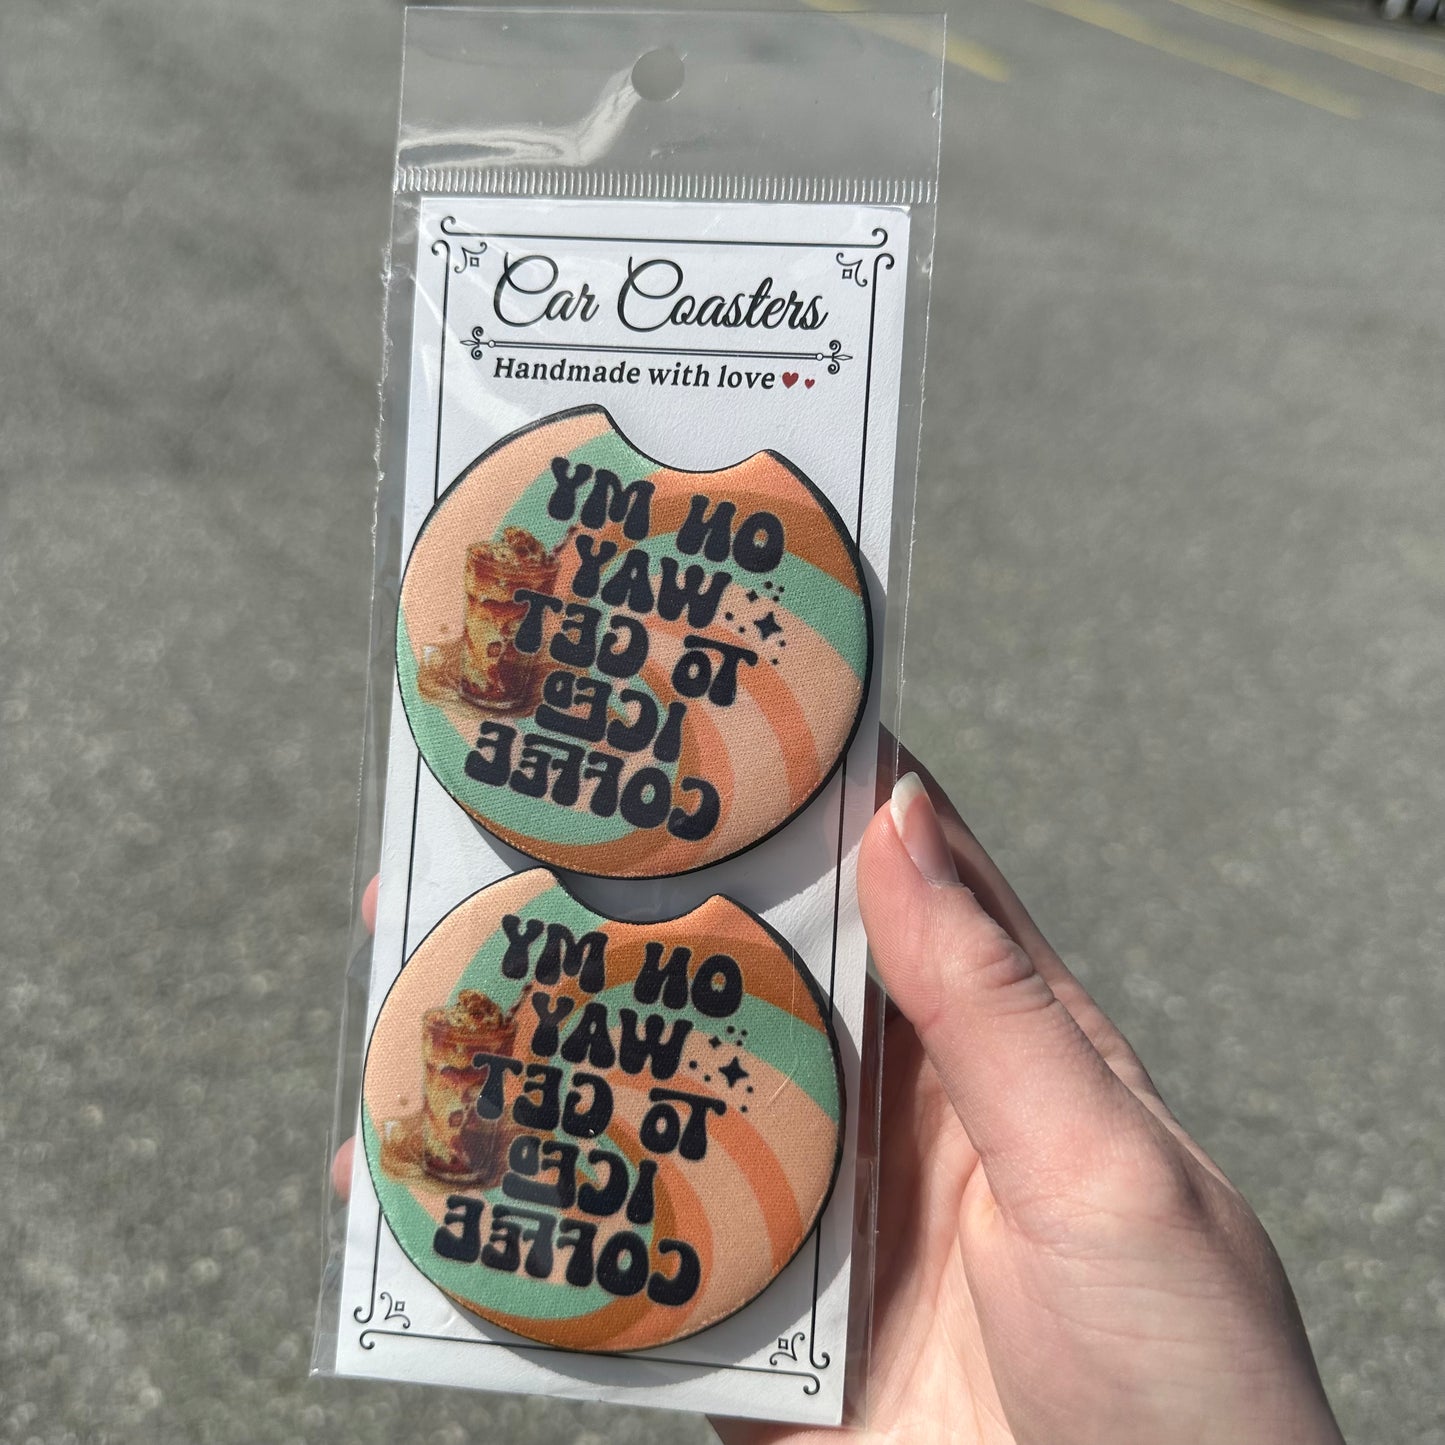 Car Coasters
Handmade with love
ON MY
WAY
To GET
ICED
COFFEE
ON MY
WAY
To GET
ICED
COFFEE